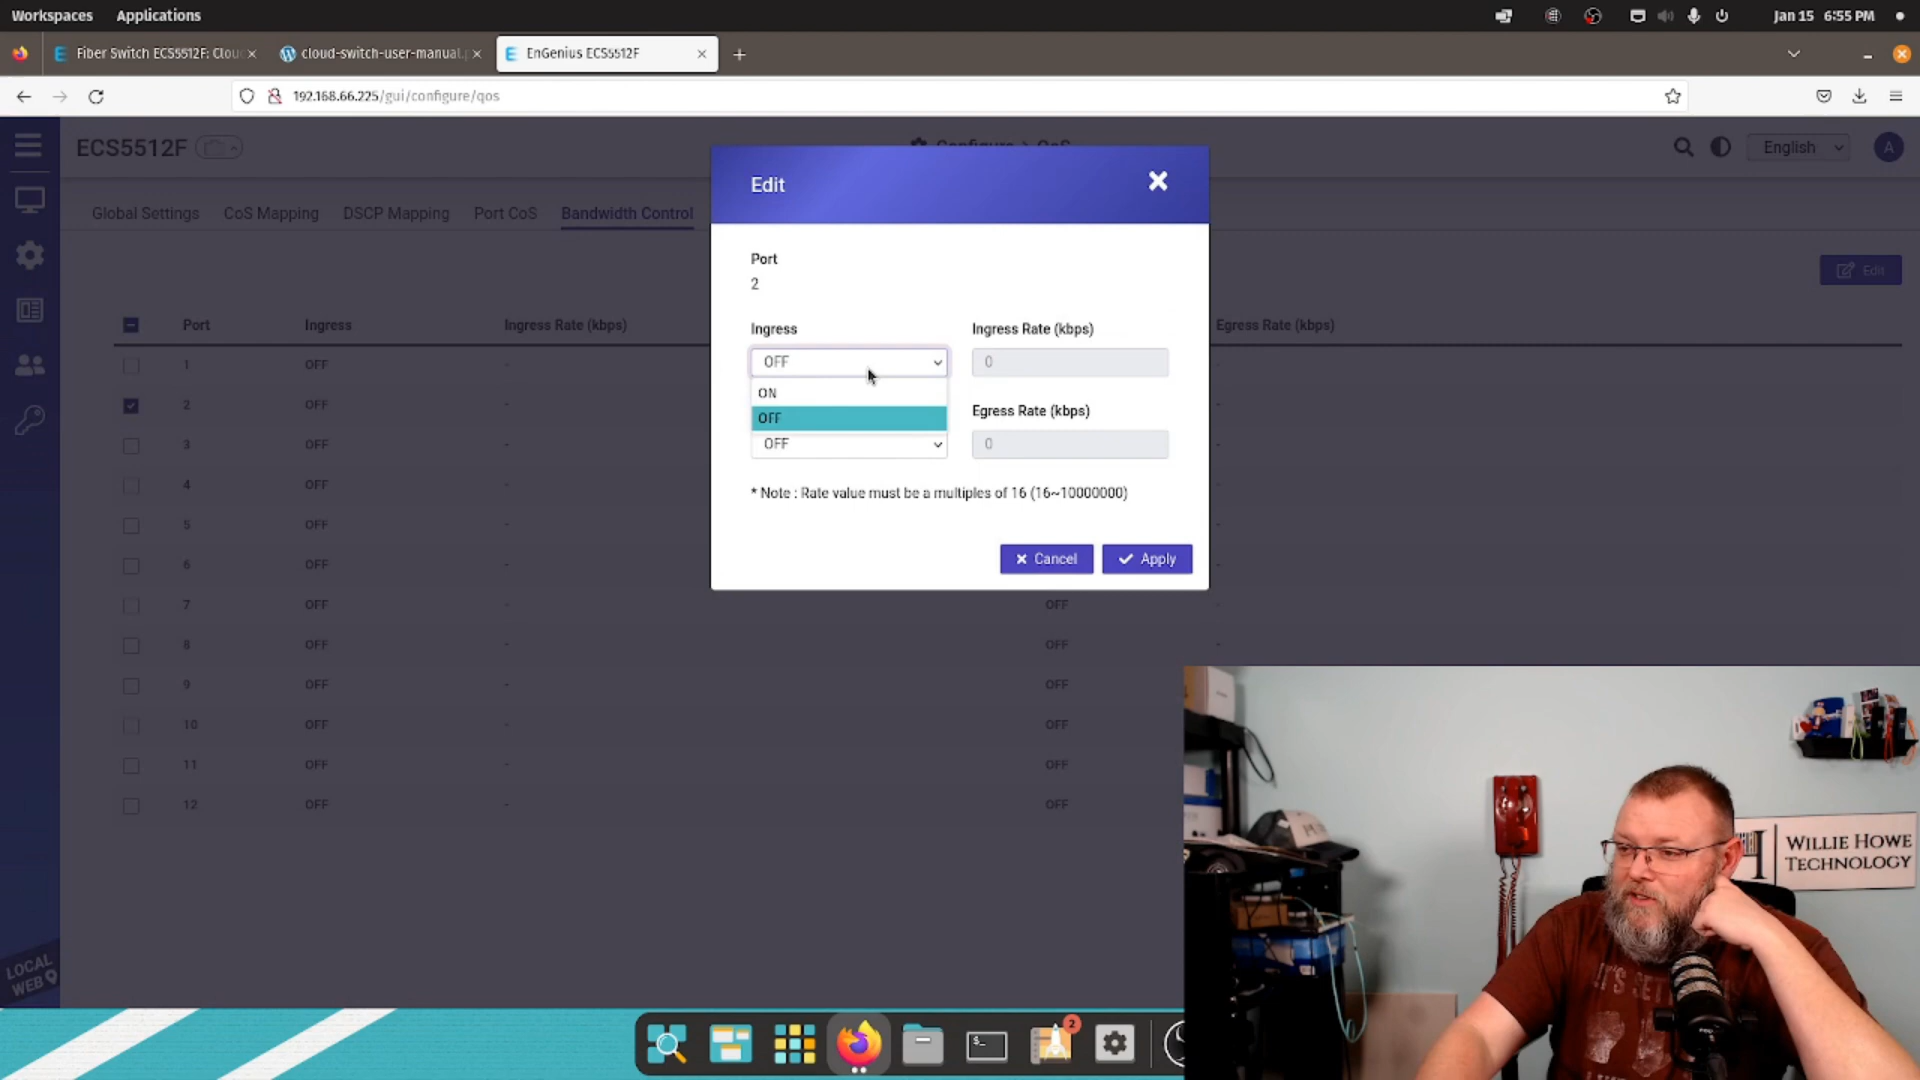 Workspaces Applications Jan 15 6:55 PM
Fiber Switch ECS5512F: Clou cloud-switch-user-manual.p EnGenius ECS5512F
192.168.66.225/gui/configure/qos
ECS5512F English A
Global Settings CoS Mapping DSCP Mapping Port CoS Bandwidth Control
Edit
Port Ingress Ingress Rate (kbps) Egress Rate (kbps)
1 OFF -
2 OFF - -
3 OFF - -
4 OFF - -
5 OFF - -
6 OFF - -
7 OFF - OFF -
8 OFF - OFF -
9 OFF - OFF
10 OFF - OFF
11 OFF - OFF
12 OFF - OFF
Edit
Port
2
Ingress Ingress Rate (kbps)
OFF 0
ON
OFF
Egress Rate (kbps)
OFF 0
* Note : Rate value must be a multiples of 16 (16~10000000)
Cancel Apply
LOCAL
WEB
2
WILLIE HOWE
TECHNOLOGY